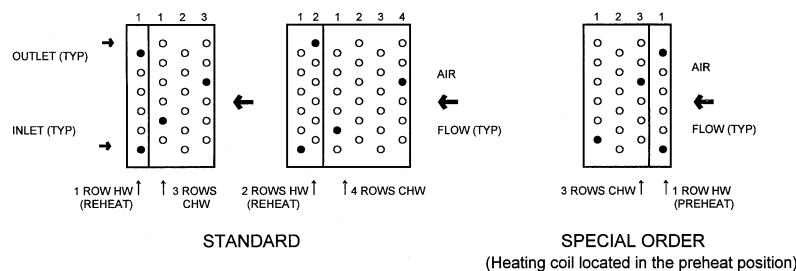 1 1 2 3
1 2 1 2 3 4
1 2 3 1
OUTLET (TYP)
INLET (TYP)
AIR
FLOW (TYP)
AIR
FLOW (TYP)
1 ROW HW
(REHEAT)
3 ROWS
CHW
2 ROWS HW
(REHEAT)
4 ROWS CHW
3 ROWS CHW
1 ROW HW
(PREHEAT)
STANDARD
SPECIAL ORDER
(Heating coil located in the preheat position)